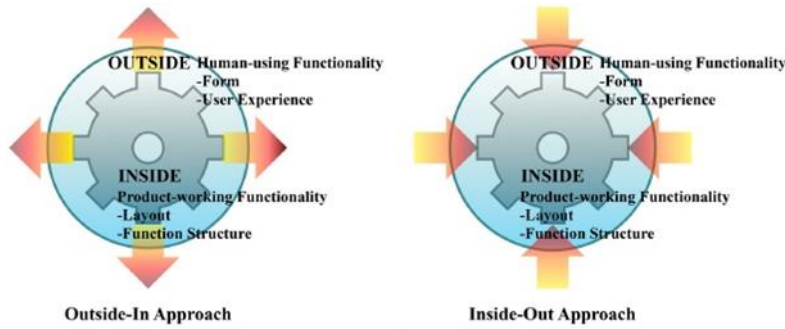 OUTSIDE Human-using Functionality
-Form
-User Experience
INSIDE
Product-working Functionality
-Layout
-Function Structure
Outside-In Approach
OUTSIDE Human-using Functionality
-Form
-User Experience
INSIDE
Product-working Functionality
-Layout
-Function Structure
Inside-Out Approach